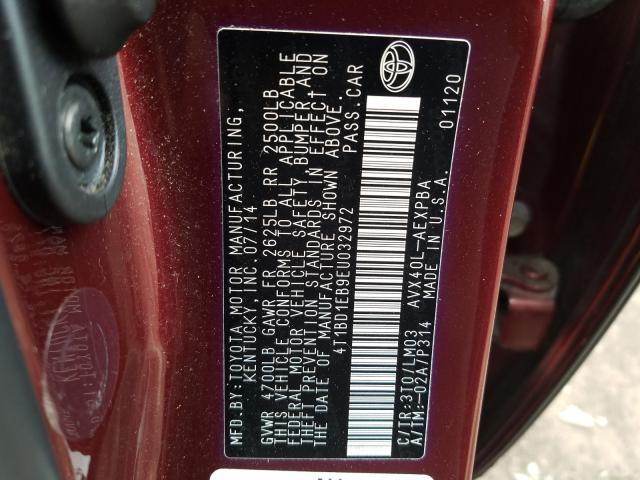 MFD.BY:TOYOTA MOTOR MANUFACTURING,
KENTUCKY, INC. 07/14
GVWR 4700LB GAWR FR 2625LB RR 2500LB
THIS VEHICLE CONFORMS TO ALL APPLICABLE
FEDERAL MOTOR VEHICLE SAFETY, BUMPER AND
THEFT PREVENTION STANDARDS IN EFFECT ON
THE DATE OF MANUFACTURE SHOWN ABOVE.
4T1BD1EB9EU032972 PASS.CAR
C/TR:3T0/LM03 AVX40L-AEXPBA
A/TM:-02A/P314 MADE IN U.S.A.
01120